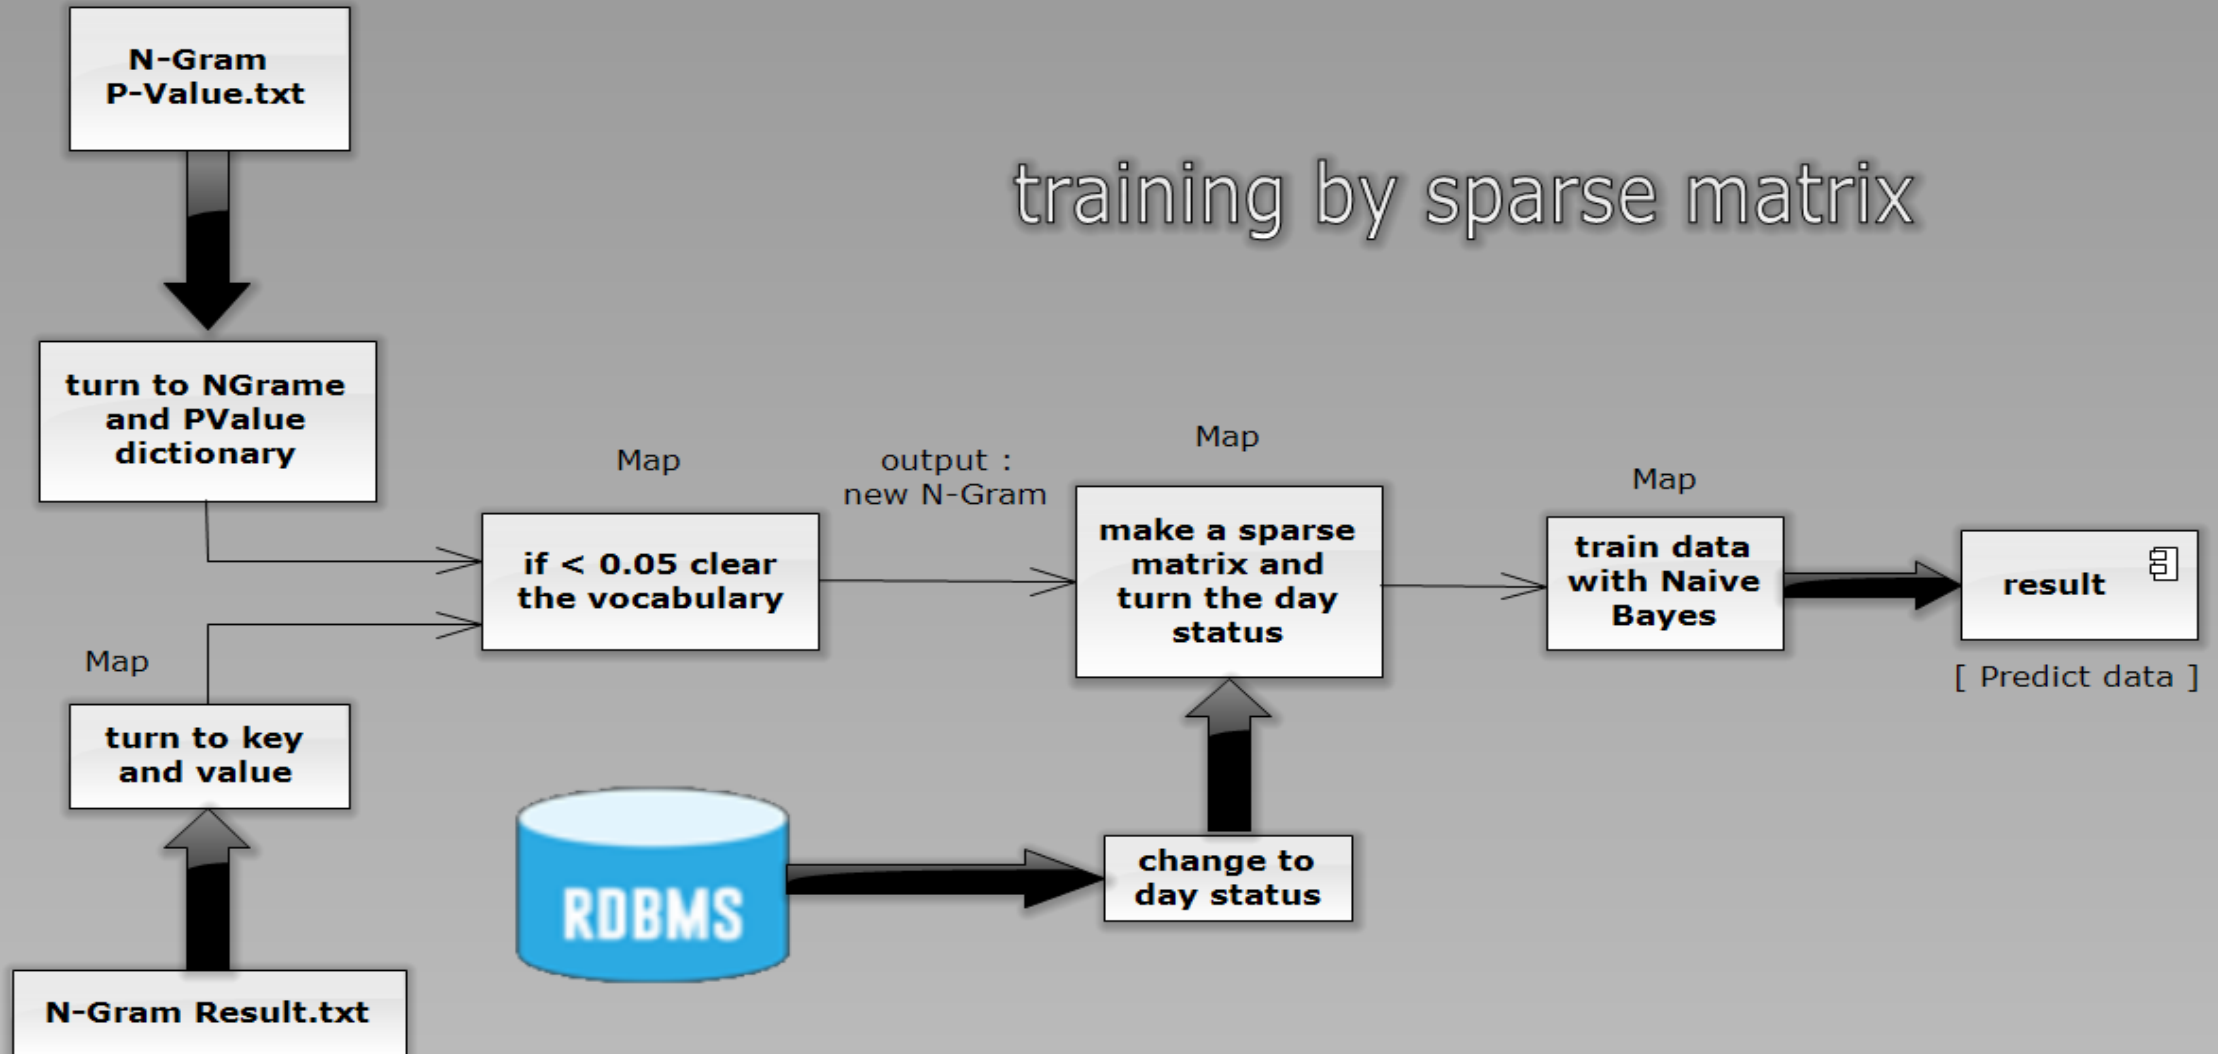 N-Gram
P-Value.txt
training by sparse matrix
turn to NGrame
and PValue
dictionary
Map
if < 0.05 clear
the vocabulary
output :
new N-Gram
Map
make a sparse
matrix and
turn the day
status
Map
train data
with Naive
Bayes
result
[ Predict data ]
Map
turn to key
and value
RDBMS
change to
day status
N-Gram Result.txt